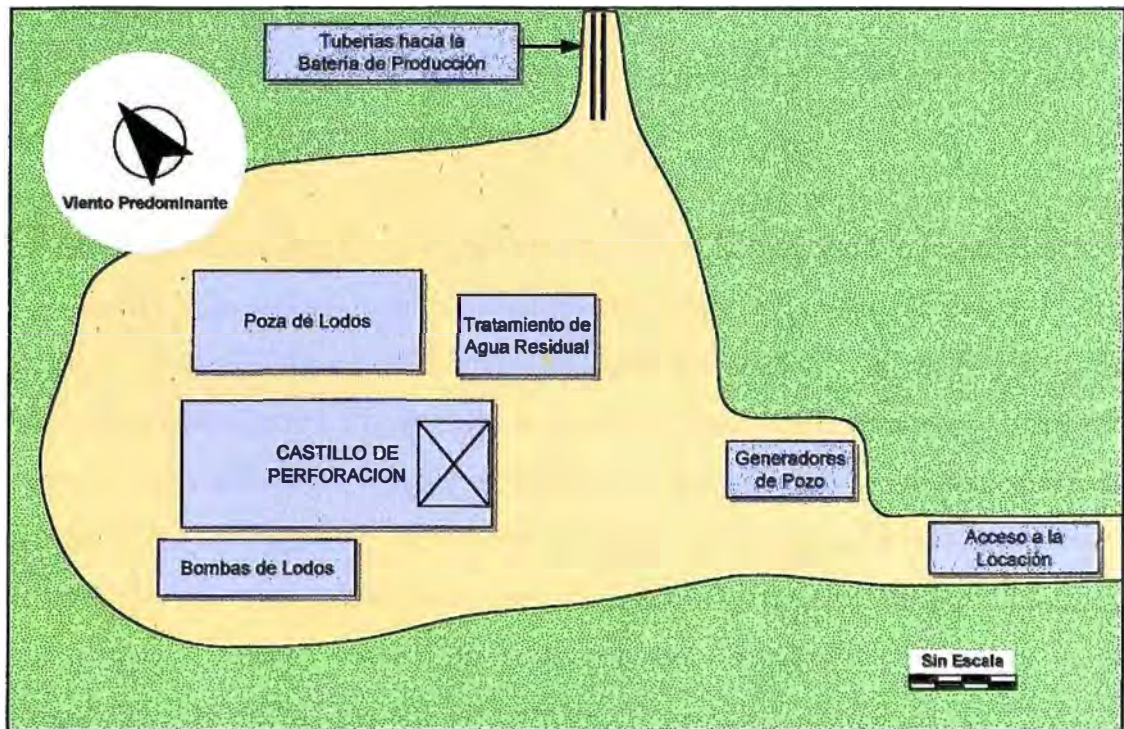 Tuberias hacia la
Bateria de Producción
Viento Predominante
Poza de Lodos
Tratamiento de
Agua Residual
CASTILLO DE
PERFORACION
Generadores
de Pozo
Bombas de Lodos
Acceso a la
Locación
Sin Escala